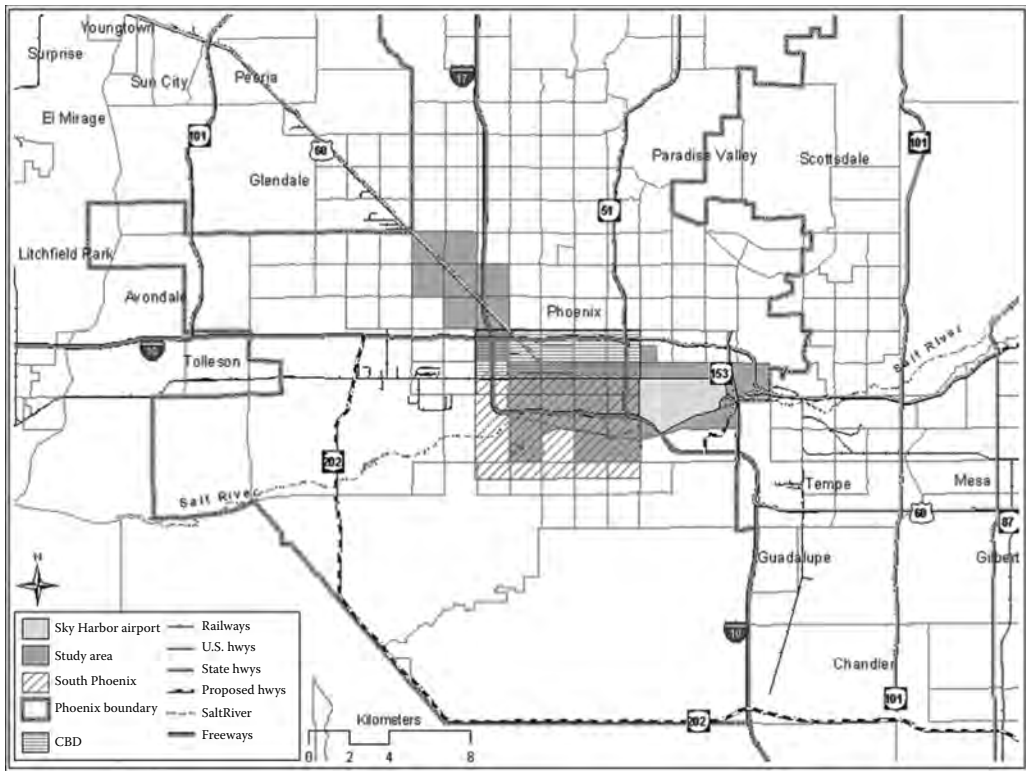 Youngtown
Surprise
Sun City
Peoria
17
El Mirage
101
60
Glendale
Paradise Valley
Scottsdale
101
51
Litchfield Park
Avondale
Phoenix
Salt River
Tolleson
153
202
Salt River
Tempe
Mesa
60
87
Guadalupe
Gilbert
N
10
Chandler
101
202
Sky Harbor airport
Study area
South Phoenix
Phoenix boundary
CBD
Railways
U.S. hwys
State hwys
Proposed hwys
SaltRiver
Freeways
Kilometers
0 2 4 8